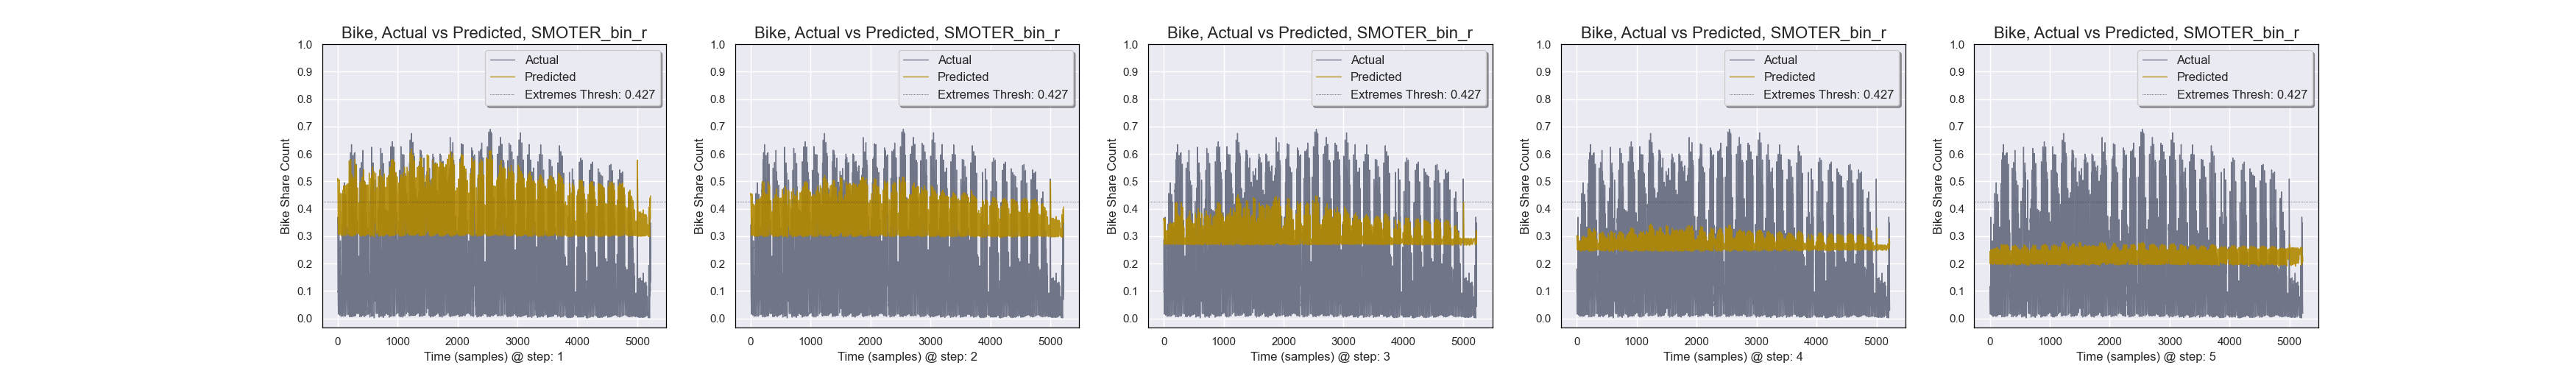 Bike, Actual vs Predicted, SMOTER_bin_r
1.0
0.9
0.8
0.7
0.6
0.5
0.4
0.3
0.2
0.1
0.0
Bike Share Count
Actual
Predicted
Extremes Thresh: 0.427
0 1000 2000 3000 4000 5000
Time (samples) @ step: 1
Bike, Actual vs Predicted, SMOTER_bin_r
1.0
0.9
0.8
0.7
0.6
0.5
0.4
0.3
0.2
0.1
0.0
Bike Share Count
Actual
Predicted
Extremes Thresh: 0.427
0 1000 2000 3000 4000 5000
Time (samples) @ step: 2
Bike, Actual vs Predicted, SMOTER_bin_r
1.0
0.9
0.8
0.7
0.6
0.5
0.4
0.3
0.2
0.1
0.0
Bike Share Count
Actual
Predicted
Extremes Thresh: 0.427
0 1000 2000 3000 4000 5000
Time (samples) @ step: 3
Bike, Actual vs Predicted, SMOTER_bin_r
1.0
0.9
0.8
0.7
0.6
0.5
0.4
0.3
0.2
0.1
0.0
Bike Share Count
Actual
Predicted
Extremes Thresh: 0.427
0 1000 2000 3000 4000 5000
Time (samples) @ step: 4
Bike, Actual vs Predicted, SMOTER_bin_r
1.0
0.9
0.8
0.7
0.6
0.5
0.4
0.3
0.2
0.1
0.0
Bike Share Count
Actual
Predicted
Extremes Thresh: 0.427
0 1000 2000 3000 4000 5000
Time (samples) @ step: 5